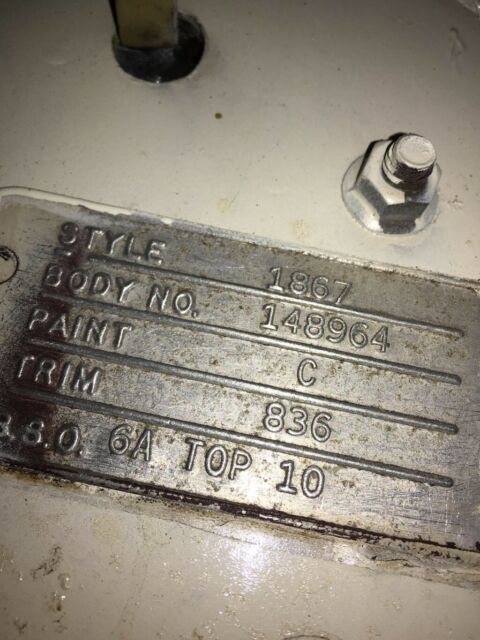 STYLE 1867
BODY NO. 148964
PAINT C
TRIM 836
B.S.O. 6A TOP 10